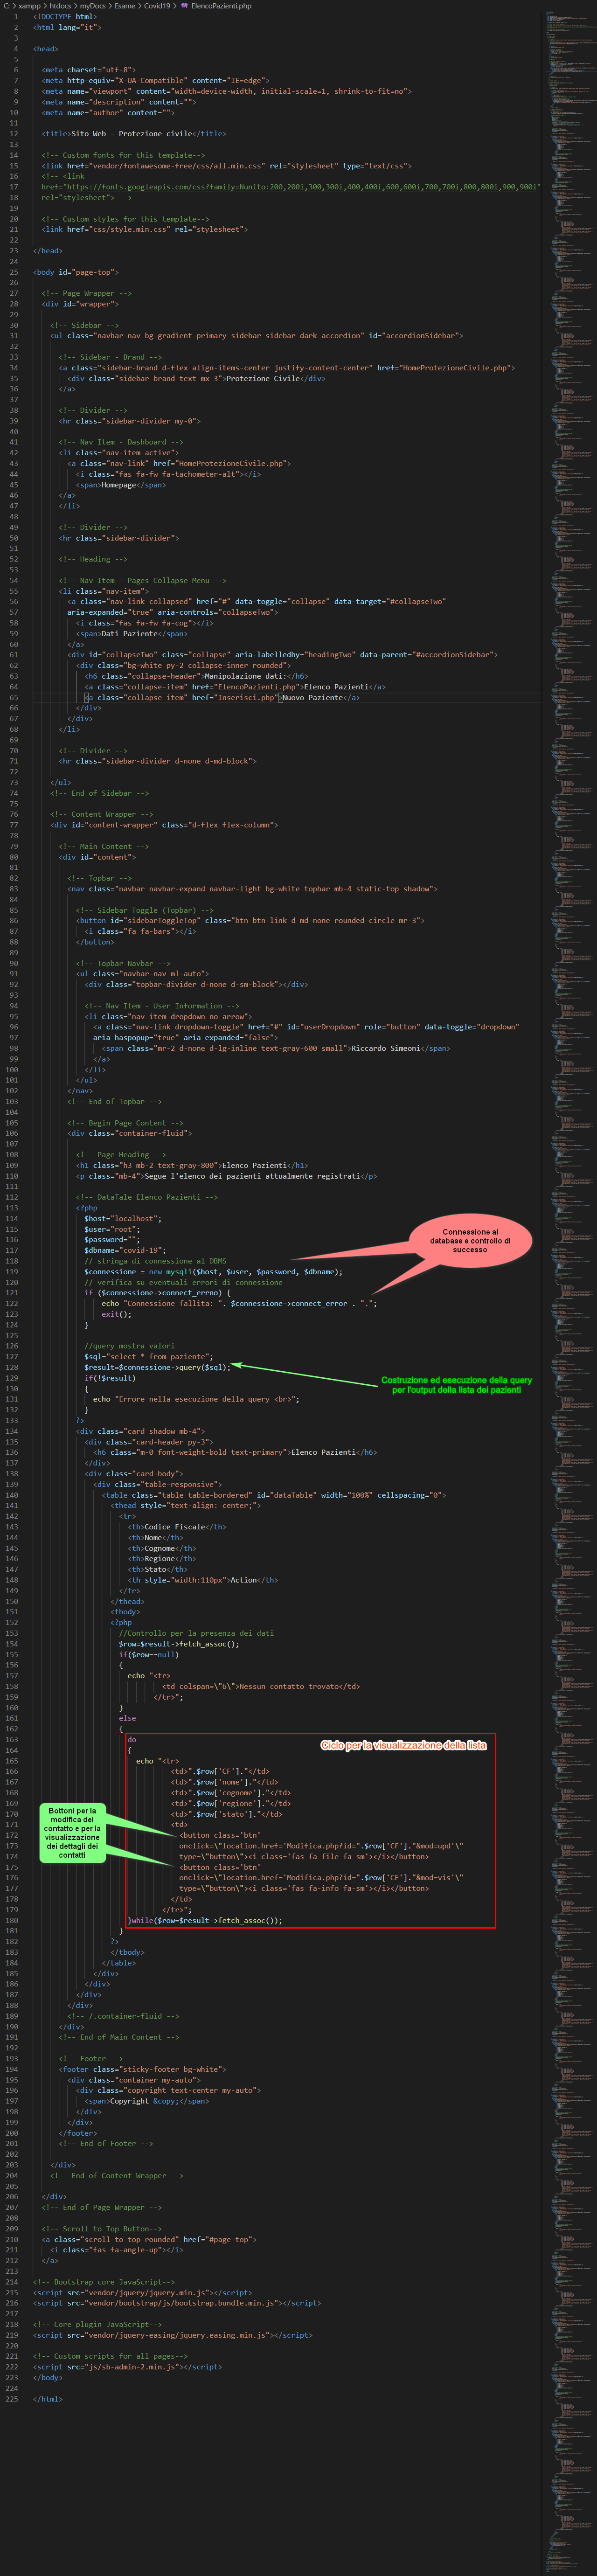 C: > xampp > htdocs > myDocs > Esame > Covid19 > ElencoPazienti.php
1 <!DOCTYPE html>
2 <html lang="it">
3
4 <head>
5
6 <meta charset="utf-8">
7 <meta http-equiv="X-UA-Compatible" content="IE=edge">
8 <meta name="viewport" content="width=device-width, initial-scale=1, shrink-to-fit=no">
9 <meta name="description" content="">
10 <meta name="author" content="">
11
12 <title>Sito Web - Protezione civile</title>
13
14 <!-- Custom fonts for this template-->
15 <link href="vendor/fontawesome-free/css/all.min.css" rel="stylesheet" type="text/css">
16 <!-- <link
17 href="https://fonts.googleapis.com/css?family=Nunito:200,200i,300,300i,400,400i,600,600i,700,700i,800,800i,900,900i"
18 rel="stylesheet"> -->
19
20 <!-- Custom styles for this template-->
21 <link href="css/style.min.css" rel="stylesheet">
22
23 </head>
24
25 <body id="page-top">
26
27 <!-- Page Wrapper -->
28 <div id="wrapper">
29
30 <!-- Sidebar -->
31 <ul class="navbar-nav bg-gradient-primary sidebar sidebar-dark accordion" id="accordionSidebar">
32
33 <!-- Sidebar - Brand -->
34 <a class="sidebar-brand d-flex align-items-center justify-content-center" href="HomeProtezioneCivile.php">
35 <div class="sidebar-brand-text mx-3">Protezione Civile</div>
36 </a>
37
38 <!-- Divider -->
39 <hr class="sidebar-divider my-0">
40
41 <!-- Nav Item - Dashboard -->
42 <li class="nav-item active">
43 <a class="nav-link" href="HomeProtezioneCivile.php">
44 <i class="fas fa-fw fa-tachometer-alt"></i>
45 <span>Homepage</span>
46 </a>
47 </li>
48
49 <!-- Divider -->
50 <hr class="sidebar-divider">
51
52 <!-- Heading -->
53
54 <!-- Nav Item - Pages Collapse Menu -->
55 <li class="nav-item">
56 <a class="nav-link collapsed" href="#" data-toggle="collapse" data-target="#collapseTwo"
57 aria-expanded="true" aria-controls="collapseTwo">
58 <i class="fas fa-fw fa-cog"></i>
59 <span>Dati Paziente</span>
60 </a>
61 <div id="collapseTwo" class="collapse" aria-labelledby="headingTwo" data-parent="#accordionSidebar">
62 <div class="bg-white py-2 collapse-inner rounded">
63 <h6 class="collapse-header">Manipolazione dati:</h6>
64 <a class="collapse-item" href="ElencoPazienti.php">Elenco Pazienti</a>
65 <a class="collapse-item" href="Inserisci.php">Nuovo Paziente</a>
66 </div>
67 </div>
68 </li>
69
70 <!-- Divider -->
71 <hr class="sidebar-divider d-none d-md-block">
72
73 </ul>
74 <!-- End of Sidebar -->
75
76 <!-- Content Wrapper -->
77 <div id="content-wrapper" class="d-flex flex-column">
78
79 <!-- Main Content -->
80 <div id="content">
81
82 <!-- Topbar -->
83 <nav class="navbar navbar-expand navbar-light bg-white topbar mb-4 static-top shadow">
84
85 <!-- Sidebar Toggle (Topbar) -->
86 <button id="sidebarToggleTop" class="btn btn-link d-md-none rounded-circle mr-3">
87 <i class="fa fa-bars"></i>
88 </button>
89
90 <!-- Topbar Navbar -->
91 <ul class="navbar-nav ml-auto">
92 <div class="topbar-divider d-none d-sm-block"></div>
93
94 <!-- Nav Item - User Information -->
95 <li class="nav-item dropdown no-arrow">
96 <a class="nav-link dropdown-toggle" href="#" id="userDropdown" role="button" data-toggle="dropdown"
97 aria-haspopup="true" aria-expanded="false">
98 <span class="mr-2 d-none d-lg-inline text-gray-600 small">Riccardo Simeoni</span>
99 </a>
100 </li>
101 </ul>
102 </nav>
103 <!-- End of Topbar -->
104
105 <!-- Begin Page Content -->
106 <div class="container-fluid">
107
108 <!-- Page Heading -->
109 <h1 class="h3 mb-2 text-gray-800">Elenco Pazienti</h1>
110 <p class="mb-4">Segue l'elenco dei pazienti attualmente registrati</p>
111
112 <!-- DataTale Elenco Pazienti -->
113 <?php
114 $host="localhost";
115 $user="root";
116 $password="";
117 $dbname="covid-19";
118 // stringa di connessione al DBMS
119 $connessione = new mysqli($host, $user, $password, $dbname);
120 // verifica su eventuali errori di connessione
121 if ($connessione->connect_errno) {
122 echo "Connessione fallita: ". $connessione->connect_error . ".";
123 exit();
124 }
125
126 //query mostra valori
127 $sql="select * from paziente";
128 $result=$connessione->query($sql);
129 if(!$result)
130 {
131 echo "Errore nella esecuzione della query <br>";
132 }
133 ?>
Connessione al
database e controllo di
successo
Costruzione ed esecuzione della query
per l'output della lista dei pazienti
134 <div class="card shadow mb-4">
135 <div class="card-header py-3">
136 <h6 class="m-0 font-weight-bold text-primary">Elenco Pazienti</h6>
137 </div>
138 <div class="card-body">
139 <div class="table-responsive">
140 <table class="table table-bordered" id="dataTable" width="100%" cellspacing="0">
141 <thead style="text-align: center;">
142 <tr>
143 <th>Codice Fiscale</th>
144 <th>Nome</th>
145 <th>Cognome</th>
146 <th>Regione</th>
147 <th>Stato</th>
148 <th style="width:110px">Action</th>
149 </tr>
150 </thead>
151 <tbody>
152 <?php
153 //Controllo per la presenza dei dati
154 $row=$result->fetch_assoc();
155 if($row==null)
156 {
157 echo "<tr>
158 <td colspan=\"6\">Nessun contatto trovato</td>
159 </tr>";
160 }
161 else
162 {
163 do
Ciclo per la visualizzazione della lista
164 {
165 echo "<tr>
166 <td>".$row['CF']."</td>
167 <td>".$row['nome']."</td>
168 <td>".$row['cognome']."</td>
169 <td>".$row['regione']."</td>
170 <td>".$row['stato']."</td>
171 <td>
172 <button class='btn'
173 onclick=\"location.href='Modifica.php?id=".$row['CF']."&mod=upd'\"
174 type=\"button\"><i class='fas fa-file fa-sm'></i></button>
175 <button class='btn'
176 onclick=\"location.href='Modifica.php?id=".$row['CF']."&mod=vis'\"
177 type=\"button\"><i class='fas fa-info fa-sm'></i></button>
178 </td>
179 </tr>";
180 }while($row=$result->fetch_assoc());
Bottoni per la
modifica del
contatto e per la
visualizzazione
dei dettagli dei
contatti
181 }
182 ?>
183 </tbody>
184 </table>
185 </div>
186 </div>
187 </div>
188 </div>
189 <!-- /.container-fluid -->
190 </div>
191 <!-- End of Main Content -->
192
193 <!-- Footer -->
194 <footer class="sticky-footer bg-white">
195 <div class="container my-auto">
196 <div class="copyright text-center my-auto">
197 <span>Copyright &copy;</span>
198 </div>
199 </div>
200 </footer>
201 <!-- End of Footer -->
202
203 </div>
204 <!-- End of Content Wrapper -->
205
206 </div>
207 <!-- End of Page Wrapper -->
208
209 <!-- Scroll to Top Button-->
210 <a class="scroll-to-top rounded" href="#page-top">
211 <i class="fas fa-angle-up"></i>
212 </a>
213
214 <!-- Bootstrap core JavaScript-->
215 <script src="vendor/jquery/jquery.min.js"></script>
216 <script src="vendor/bootstrap/js/bootstrap.bundle.min.js"></script>
217
218 <!-- Core plugin JavaScript-->
219 <script src="vendor/jquery-easing/jquery.easing.min.js"></script>
220
221 <!-- Custom scripts for all pages-->
222 <script src="js/sb-admin-2.min.js"></script>
223 </body>
224
225 </html>